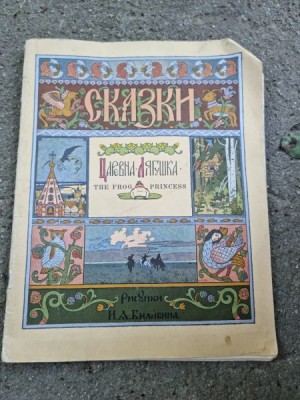 СКАЗКИ
ЦАРЕВНА-ЛЯГУШКА·
THE FROG PRINCESS
РИСУНКИ
И. Я. БИЛИБИНА.